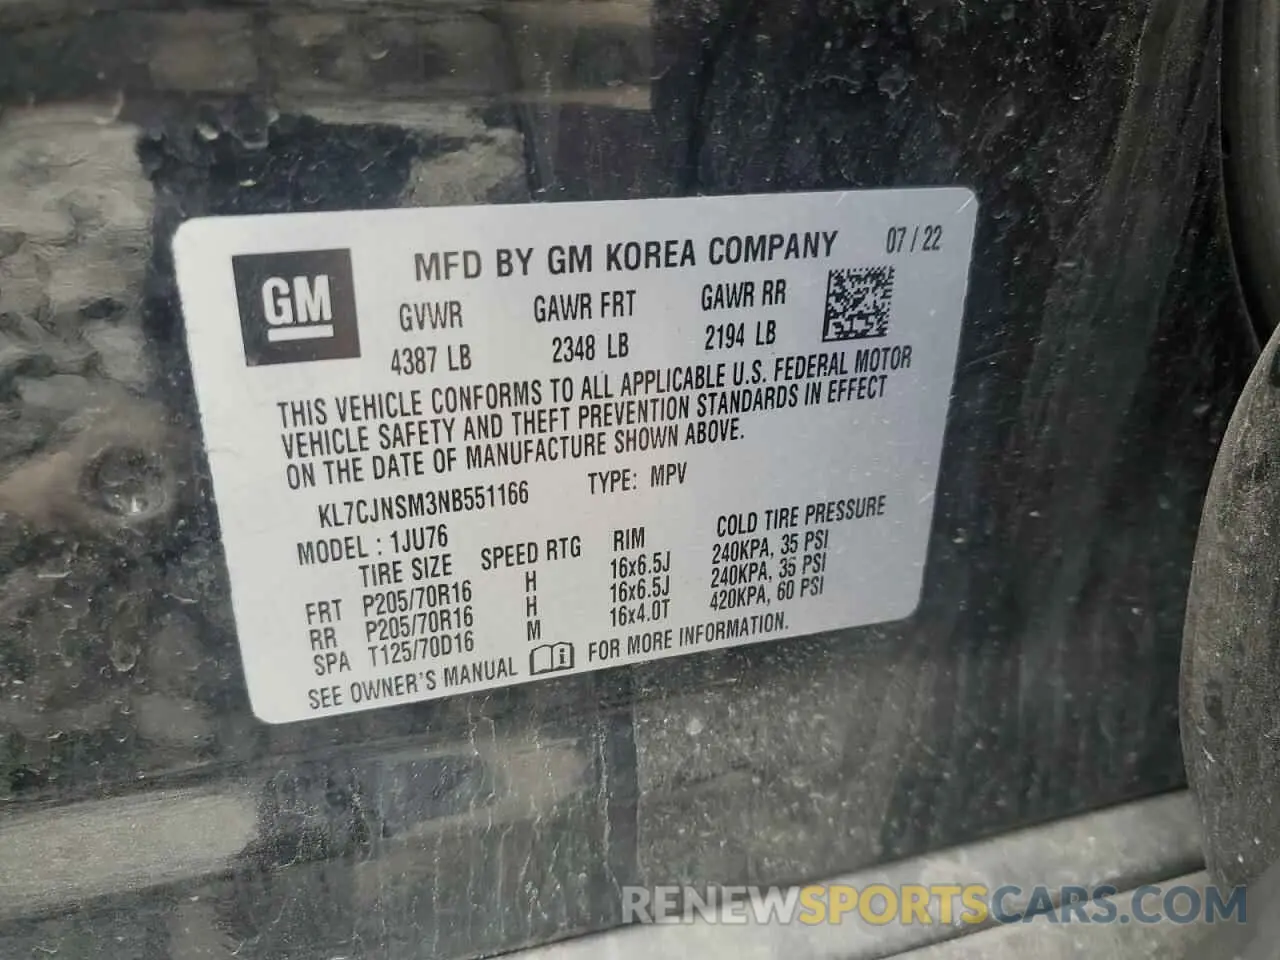 GM
MFD BY GM KOREA COMPANY 07/22
GVWR GAWR FRT GAWR RR
4387 LB 2348 LB 2194 LB
THIS VEHICLE CONFORMS TO ALL APPLICABLE U.S. FEDERAL MOTOR
VEHICLE SAFETY AND THEFT PREVENTION STANDARDS IN EFFECT
ON THE DATE OF MANUFACTURE SHOWN ABOVE.
KL7CJNSM3NB551166 TYPE: MPV
MODEL : 1JU76
TIRE SIZE SPEED RTG RIM COLD TIRE PRESSURE
FRT P205/70R16 H 16x6.5J 240KPA, 35 PSI
RR P205/70R16 H 16x6.5J 240KPA, 35 PSI
SPA T125/70D16 M 16x4.0T 420KPA, 60 PSI
SEE OWNER'S MANUAL i FOR MORE INFORMATION.
RENEWSPORTSCARS.COM